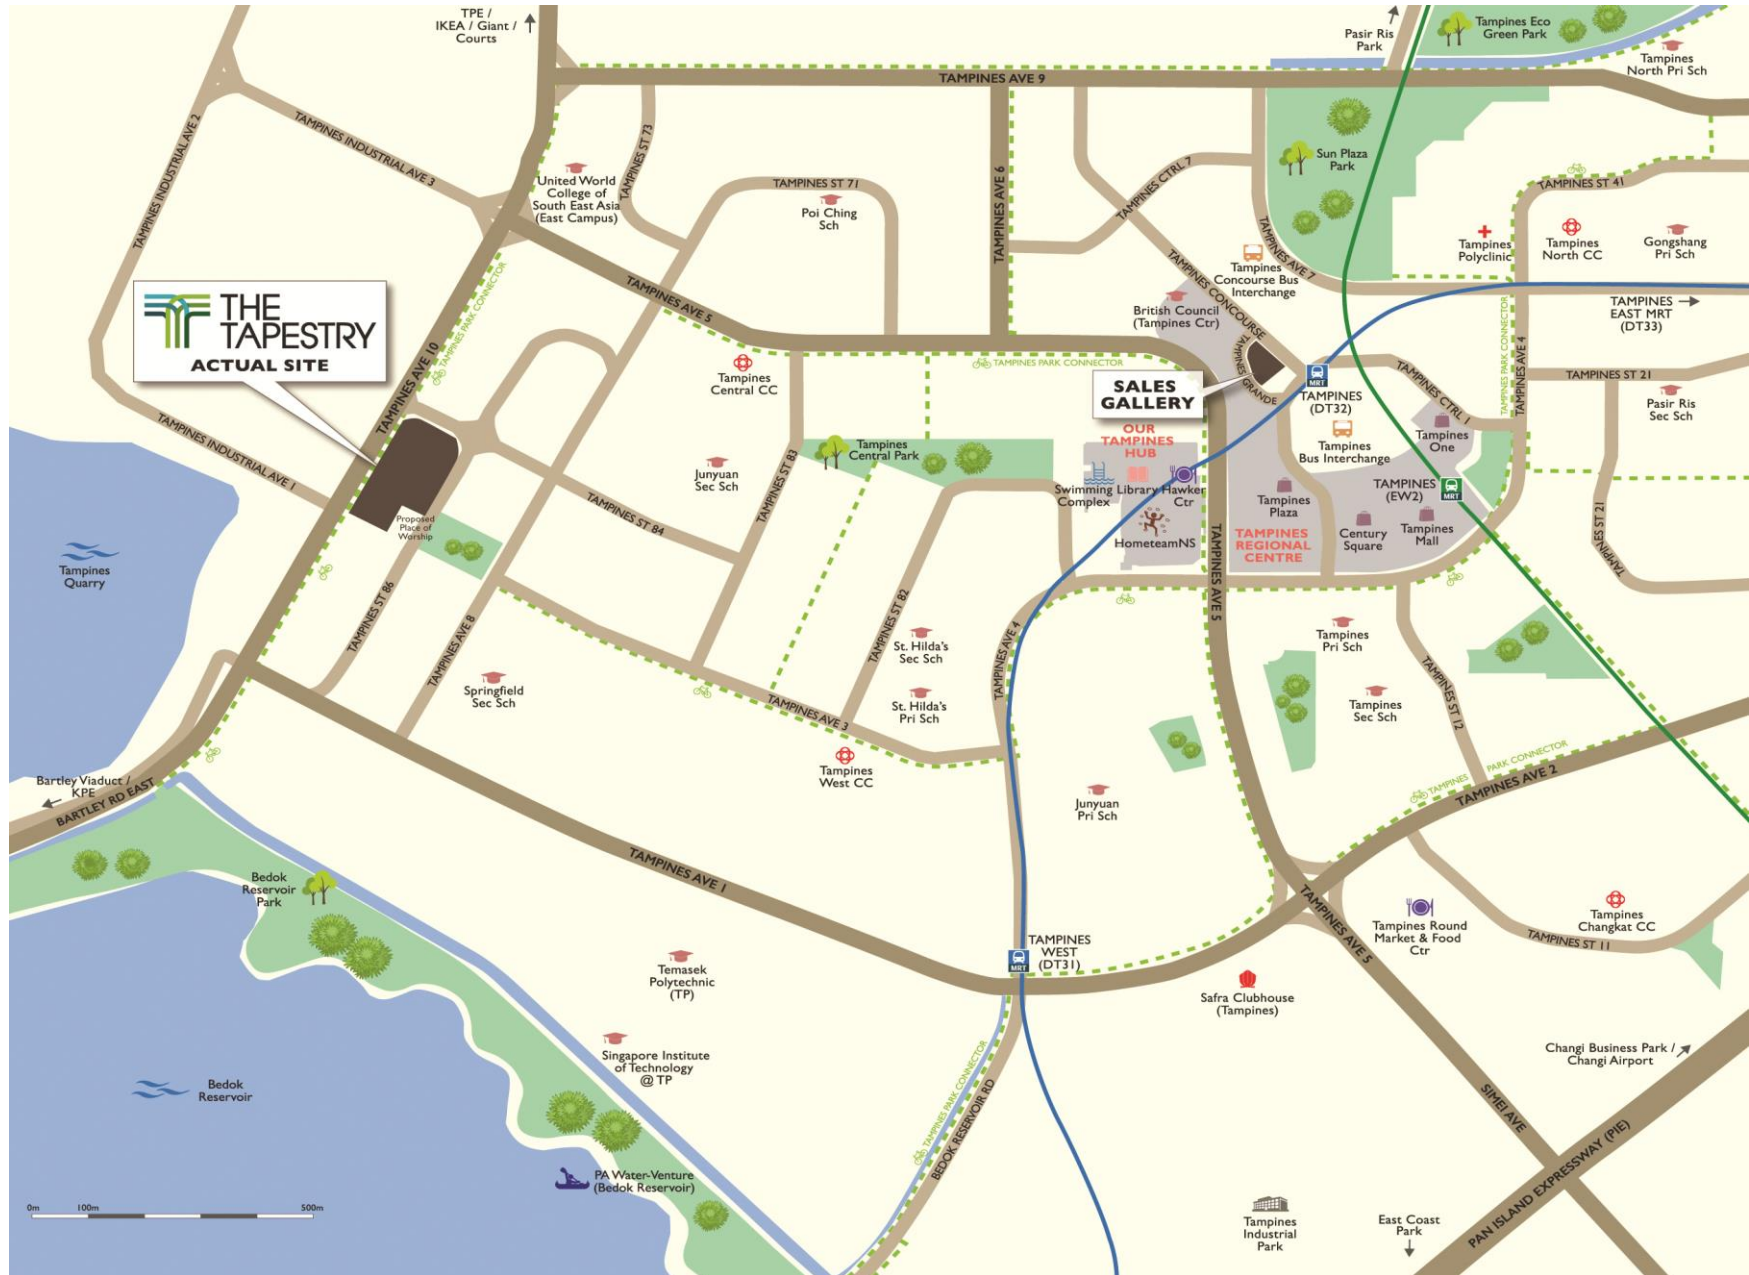 TPE /
IKEA / Giant /
Courts
Pasir Ris
Park
Tampines Eco
Green Park
Tampines
North Pri Sch
TAMPINES AVE 9
TAMPINES INDUSTRIAL AVE 2
TAMPINES INDUSTRIAL AVE 3
TAMPINES ST 73
United World
College of
South East Asia
(East Campus)
TAMPINES ST 71
Poi Ching
Sch
TAMPINES AVE 6
TAMPINES CTRL 7
Sun Plaza
Park
TAMPINES ST 41
Tampines
Polyclinic
Tampines
North CC
Gongshang
Pri Sch
TAMPINES AVE 7
Tampines
Concourse Bus
Interchange
TAMPINES CONCOURSE
British Council
(Tampines Ctr)
TAMPINES
EAST MRT
(DT33)
THE
TAPESTRY
ACTUAL SITE
TAMPINES PARK CONNECTOR
TAMPINES AVE 10
TAMPINES AVE 5
TAMPINES PARK CONNECTOR
TAMPINES GRANDE
SALES
GALLERY
MRT
TAMPINES
(DT32)
TAMPINES CTRL 1
TAMPINES PARK CONNECTOR
TAMPINES AVE 4
TAMPINES ST 21
Pasir Ris
Sec Sch
Tampines
Central CC
TAMPINES INDUSTRIAL AVE 1
Junyuan
Sec Sch
TAMPINES ST 83
Tampines
Central Park
OUR
TAMPINES
HUB
Swimming
Complex
Library
Hawker
Ctr
HometeamNS
Tampines
Bus Interchange
Tampines
One
TAMPINES
(EW2)
MRT
Tampines
Plaza
Century
Square
Tampines
Mall
TAMPINES
REGIONAL
CENTRE
TAMPINES ST 21
TAMPINES
Proposed
Place of
Worship
TAMPINES ST 84
Tampines
Quarry
TAMPINES ST 86
TAMPINES AVE 8
TAMPINES ST 82
TAMPINES AVE 4
TAMPINES AVE 5
St. Hilda's
Sec Sch
St. Hilda's
Pri Sch
Springfield
Sec Sch
TAMPINES AVE 3
Tampines
West CC
Tampines
Pri Sch
Tampines
Sec Sch
TAMPINES ST 12
Junyuan
Pri Sch
TAMPINES PARK CONNECTOR
TAMPINES AVE 2
Bartley Viaduct /
KPE
BARTLEY RD EAST
TAMPINES AVE 1
Bedok
Reservoir
Park
TAMPINES AVE 5
Tampines Round
Market & Food
Ctr
Tampines
Changkat CC
TAMPINES ST 11
TAMPINES
WEST
(DT31)
MRT
Temasek
Polytechnic
(TP)
Safra Clubhouse
(Tampines)
Singapore Institute
of Technology
@ TP
Changi Business Park /
Changi Airport
Bedok
Reservoir
TAMPINES PARK CONNECTOR
BEDOK RESERVOIR RD
SIMEI AVE
PAN ISLAND EXPRESSWAY (PIE)
PA Water-Venture
(Bedok Reservoir)
0m 100m 500m
Tampines
Industrial
Park
East Coast
Park